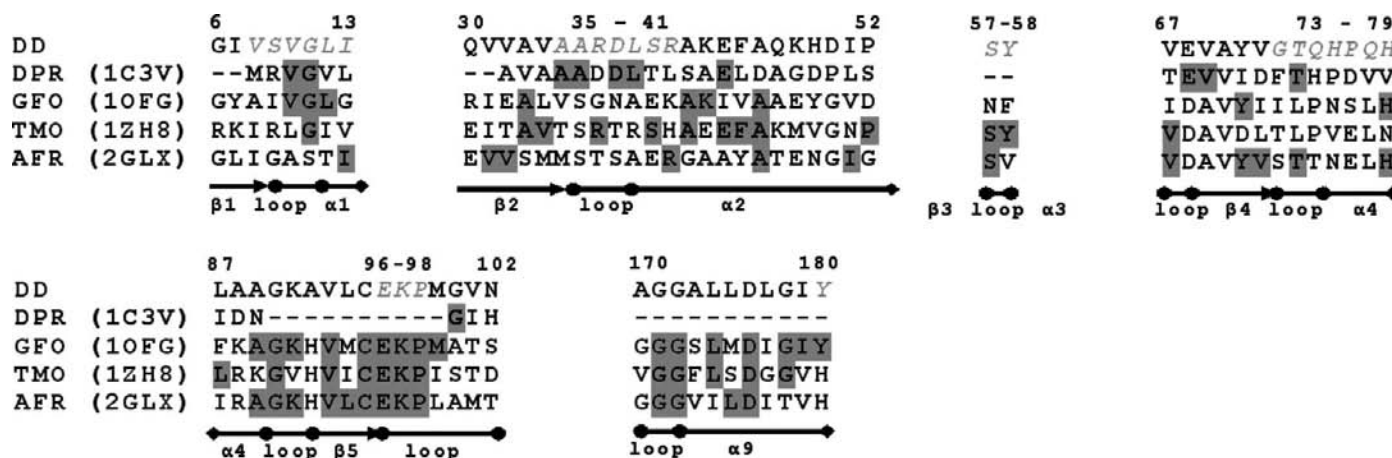 6 13 30 35 - 41 52 57-58 67 73 - 79
DD GIVSVGLI QVVAVAARDLSRAKEFAQKHDIP SY VEVAYVGTQHPQH
DPR (1C3V) --MRVGVL --AVAADDLTLSAELDAGDPLS -- TEVVIDFTHPDVV
GFO (1OFG) GYAIVGLG RIEALVSGNAEKAKIVAAEYGVD NF IDAVYIILPNSLH
TMO (1ZH8) RKIRLGIV EITAVTSRTRSHAEEFAKMVGNP SY VDAVDLTLPVELN
AFR (2GLX) GLIGASTI EVVSMMSTSAERGAAYATENGIG SV VDAVYVSTTNELH
β1 loop α1 β2 loop α2 β3 loop α3 loop β4 loop α4
87 96-98 102 170 180
DD LAAGKAVLCEKPMGVN AGGALLDLGIY
DPR (1C3V) IDN----------GIH -----------
GFO (1OFG) FKAGKHVMCEKPMATS GGGSLMDIGIY
TMO (1ZH8) LRKGVHVICEKPISTD VGGFLSDGGVH
AFR (2GLX) IRAGKHVLCEKPLAMT GGGVILDITVH
α4 loop β5 loop loop α9